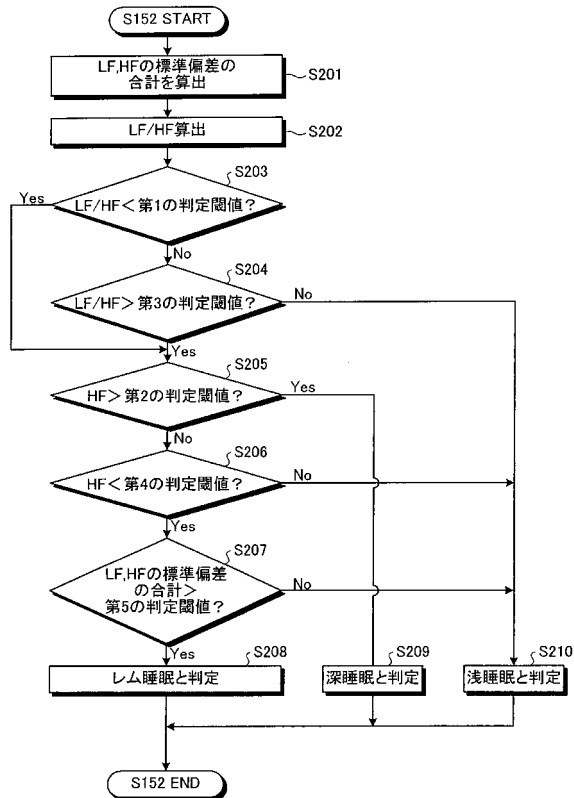 S152 START
LF,HFの標準偏差の
合計を算出
S201
LF/HF算出
S202
S203
Yes
LF/HF<第1の判定閾値?
No
S204
LF/HF>第3の判定閾値?
No
Yes
S205
HF>第2の判定閾値?
Yes
No
S206
HF<第4の判定閾値?
No
Yes
S207
LF,HFの標準偏差
の合計>
第5の判定閾値?
No
Yes
S208
レム睡眠と判定
S209
深睡眠と判定
S210
浅睡眠と判定
S152 END